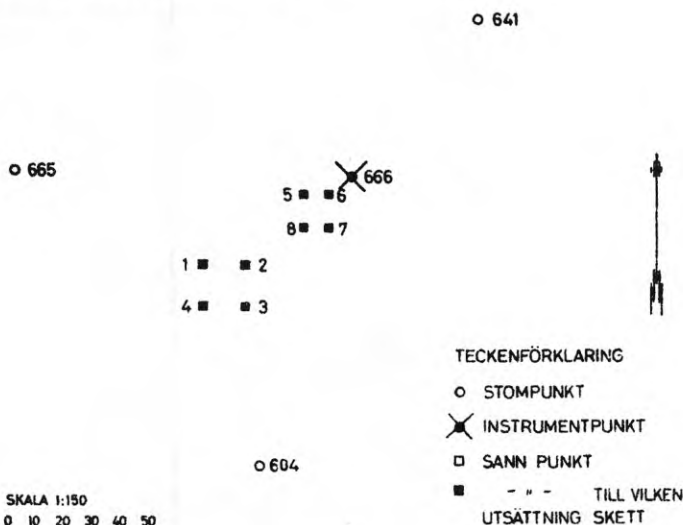 641
665
666
5 6
8 7
1 2
4 3
TECKENFÖRKLARING
STOMPUNKT
INSTRUMENTPUNKT
604
SANN PUNKT
SKALA 1:150
- " - TILL VILKEN
0 10 20 30 40 50
UTSÄTTNING SKETT